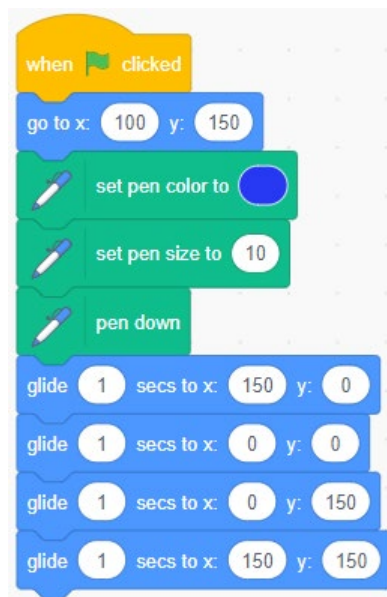 when clicked
go to x: 100 y: 150
set pen color to
set pen size to 10
pen down
glide 1 secs to x: 150 y: 0
glide 1 secs to x: 0 y: 0
glide 1 secs to x: 0 y: 150
glide 1 secs to x: 150 y: 150